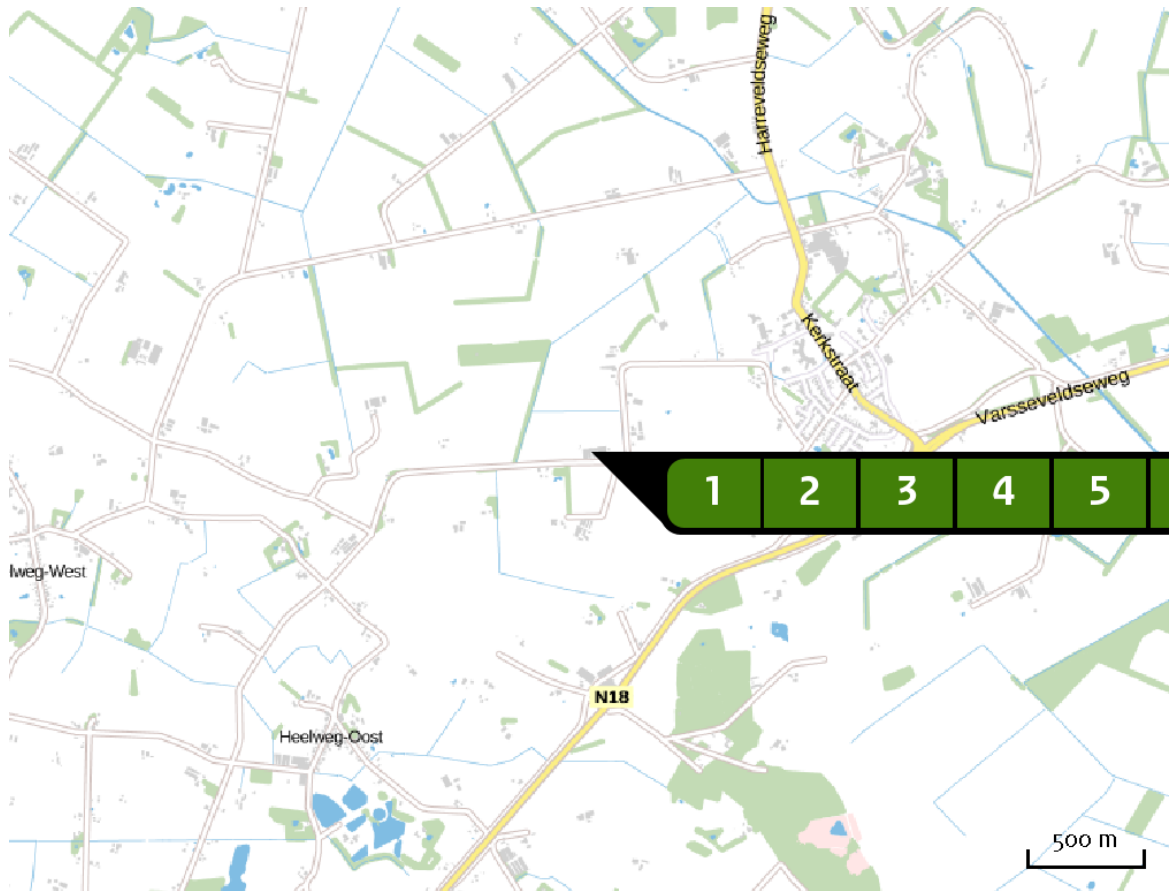 Harreveldseweg
Kerkstraat
Varsseveldseweg
1 2 3 4 5
lweg-West
N18
Heelweg-Oost
500 m